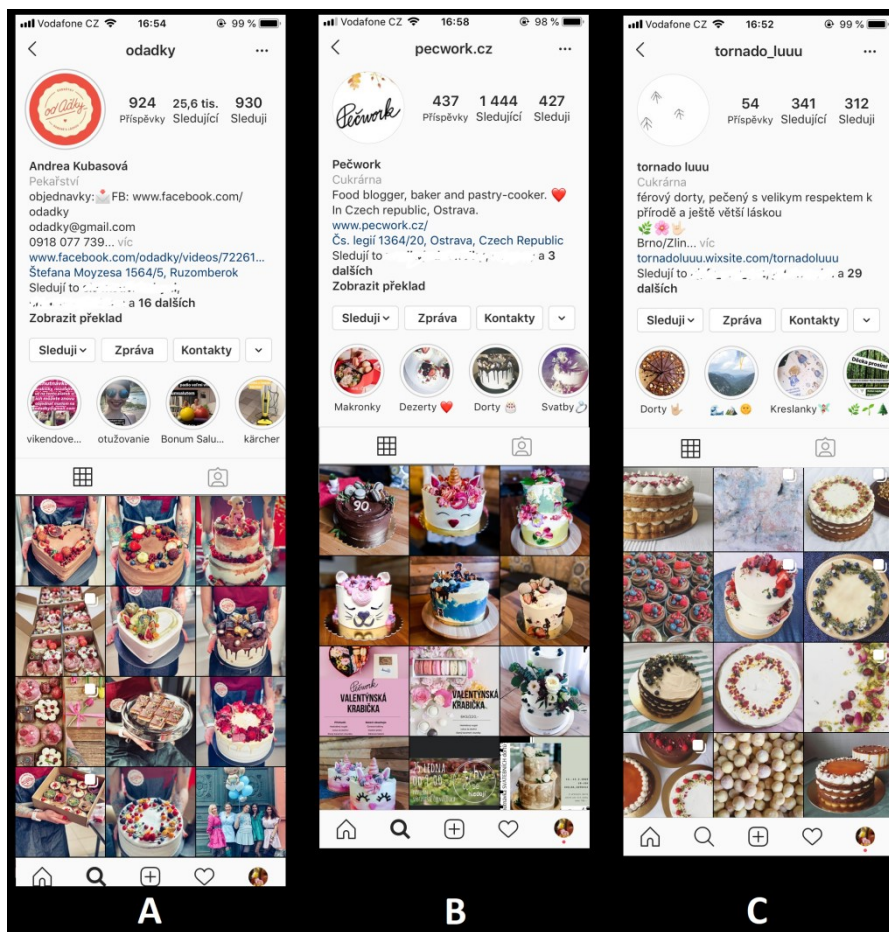 Vodafone CZ 16:54 99 %
odadky
od Adky
924 25,6 tis. 930
Příspěvky Sledující Sleduji
Andrea Kubasová
Pekařství
objednavky: FB: www.facebook.com/
odadky
odadky@gmail.com
0918 077 739... víc
www.facebook.com/odadky/videos/72261...
Štefana Moyzesa 1564/5, Ruzomberok
Sledují to
a 16 dalších
Zobrazit překlad
Sleduji Zpráva Kontakty
vikendove... otužovanie Bonum Salu... kärcher
A
Vodafone CZ 16:58 98 %
pecwork.cz
Pečwork
437 1 444 427
Příspěvky Sledující Sleduji
Pečwork
Cukrárna
Food blogger, baker and pastry-cooker.
In Czech republic, Ostrava.
www.pecwork.cz/
Čs. legií 1364/20, Ostrava, Czech Republic
Sledují to a 3
dalších
Zobrazit překlad
Sleduji Zpráva Kontakty
Makronky Dezerty Dorty Svatby
90
Pečwork
VALENTÝNSKÁ
KRABIČKA
VALENTÝNSKÁ
KRABIČKA
B
Vodafone CZ 16:52 99 %
tornado_luuu
54 341 312
Příspěvky Sledující Sleduji
tornado luuu
Cukrárna
férový dorty, pečený s velikym respektem k
přírodě a ještě větší láskou
Brno/Zlin... víc
tornadoluuu.wixsite.com/tornadoluuu
Sledují to a 29
dalších
Sleduji Zpráva Kontakty
Dorty Kreslanky
C